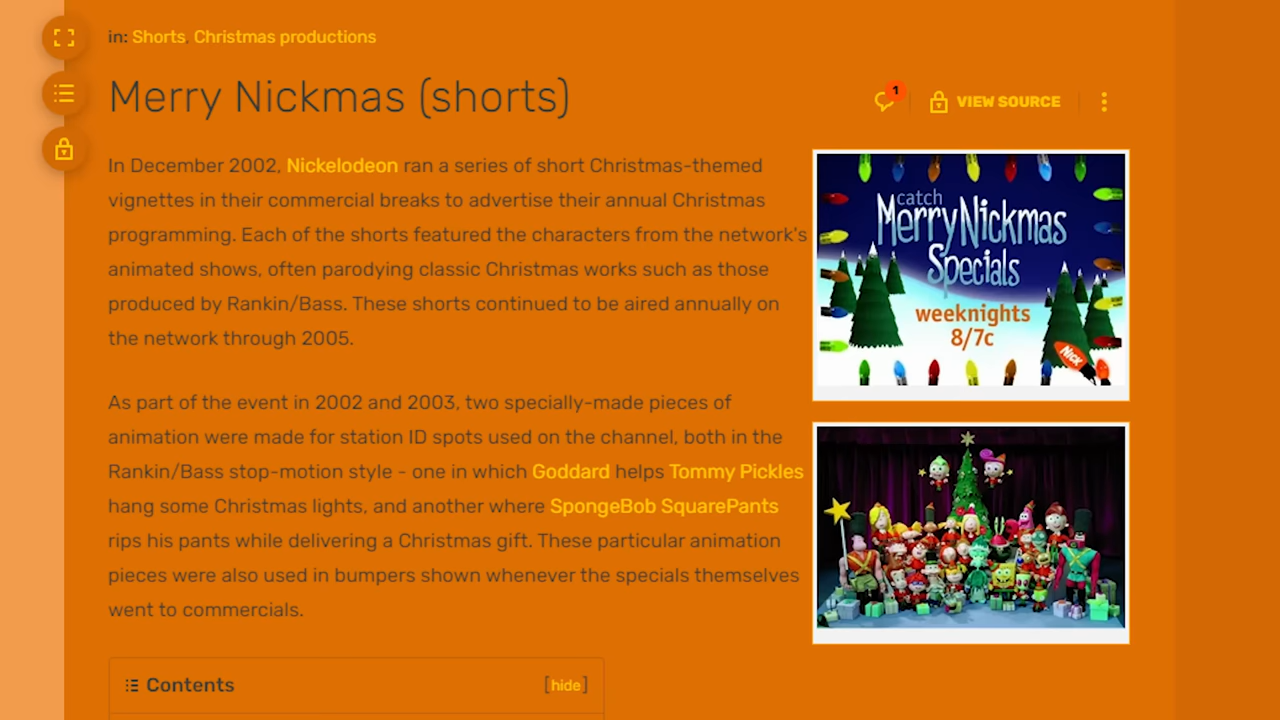 in: Shorts, Christmas productions
Merry Nickmas (shorts)
1
VIEW SOURCE
In December 2002, Nickelodeon ran a series of short Christmas-themed
vignettes in their commercial breaks to advertise their annual Christmas
programming. Each of the shorts featured the characters from the network's
animated shows, often parodying classic Christmas works such as those
produced by Rankin/Bass. These shorts continued to be aired annually on
the network through 2005.
As part of the event in 2002 and 2003, two specially-made pieces of
animation were made for station ID spots used on the channel, both in the
Rankin/Bass stop-motion style - one in which Goddard helps Tommy Pickles
hang some Christmas lights, and another where SpongeBob SquarePants
rips his pants while delivering a Christmas gift. These particular animation
pieces were also used in bumpers shown whenever the specials themselves
went to commercials.
Contents
[hide]
catch
Merry Nickmas
Specials
weeknights
8/7c
NICK